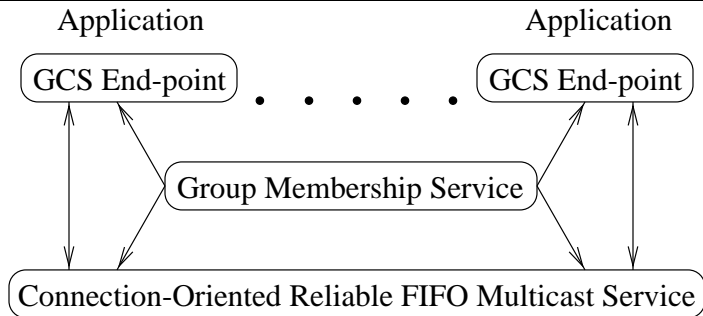 Application Application
GCS End-point GCS End-point
Group Membership Service
Connection-Oriented Reliable FIFO Multicast Service